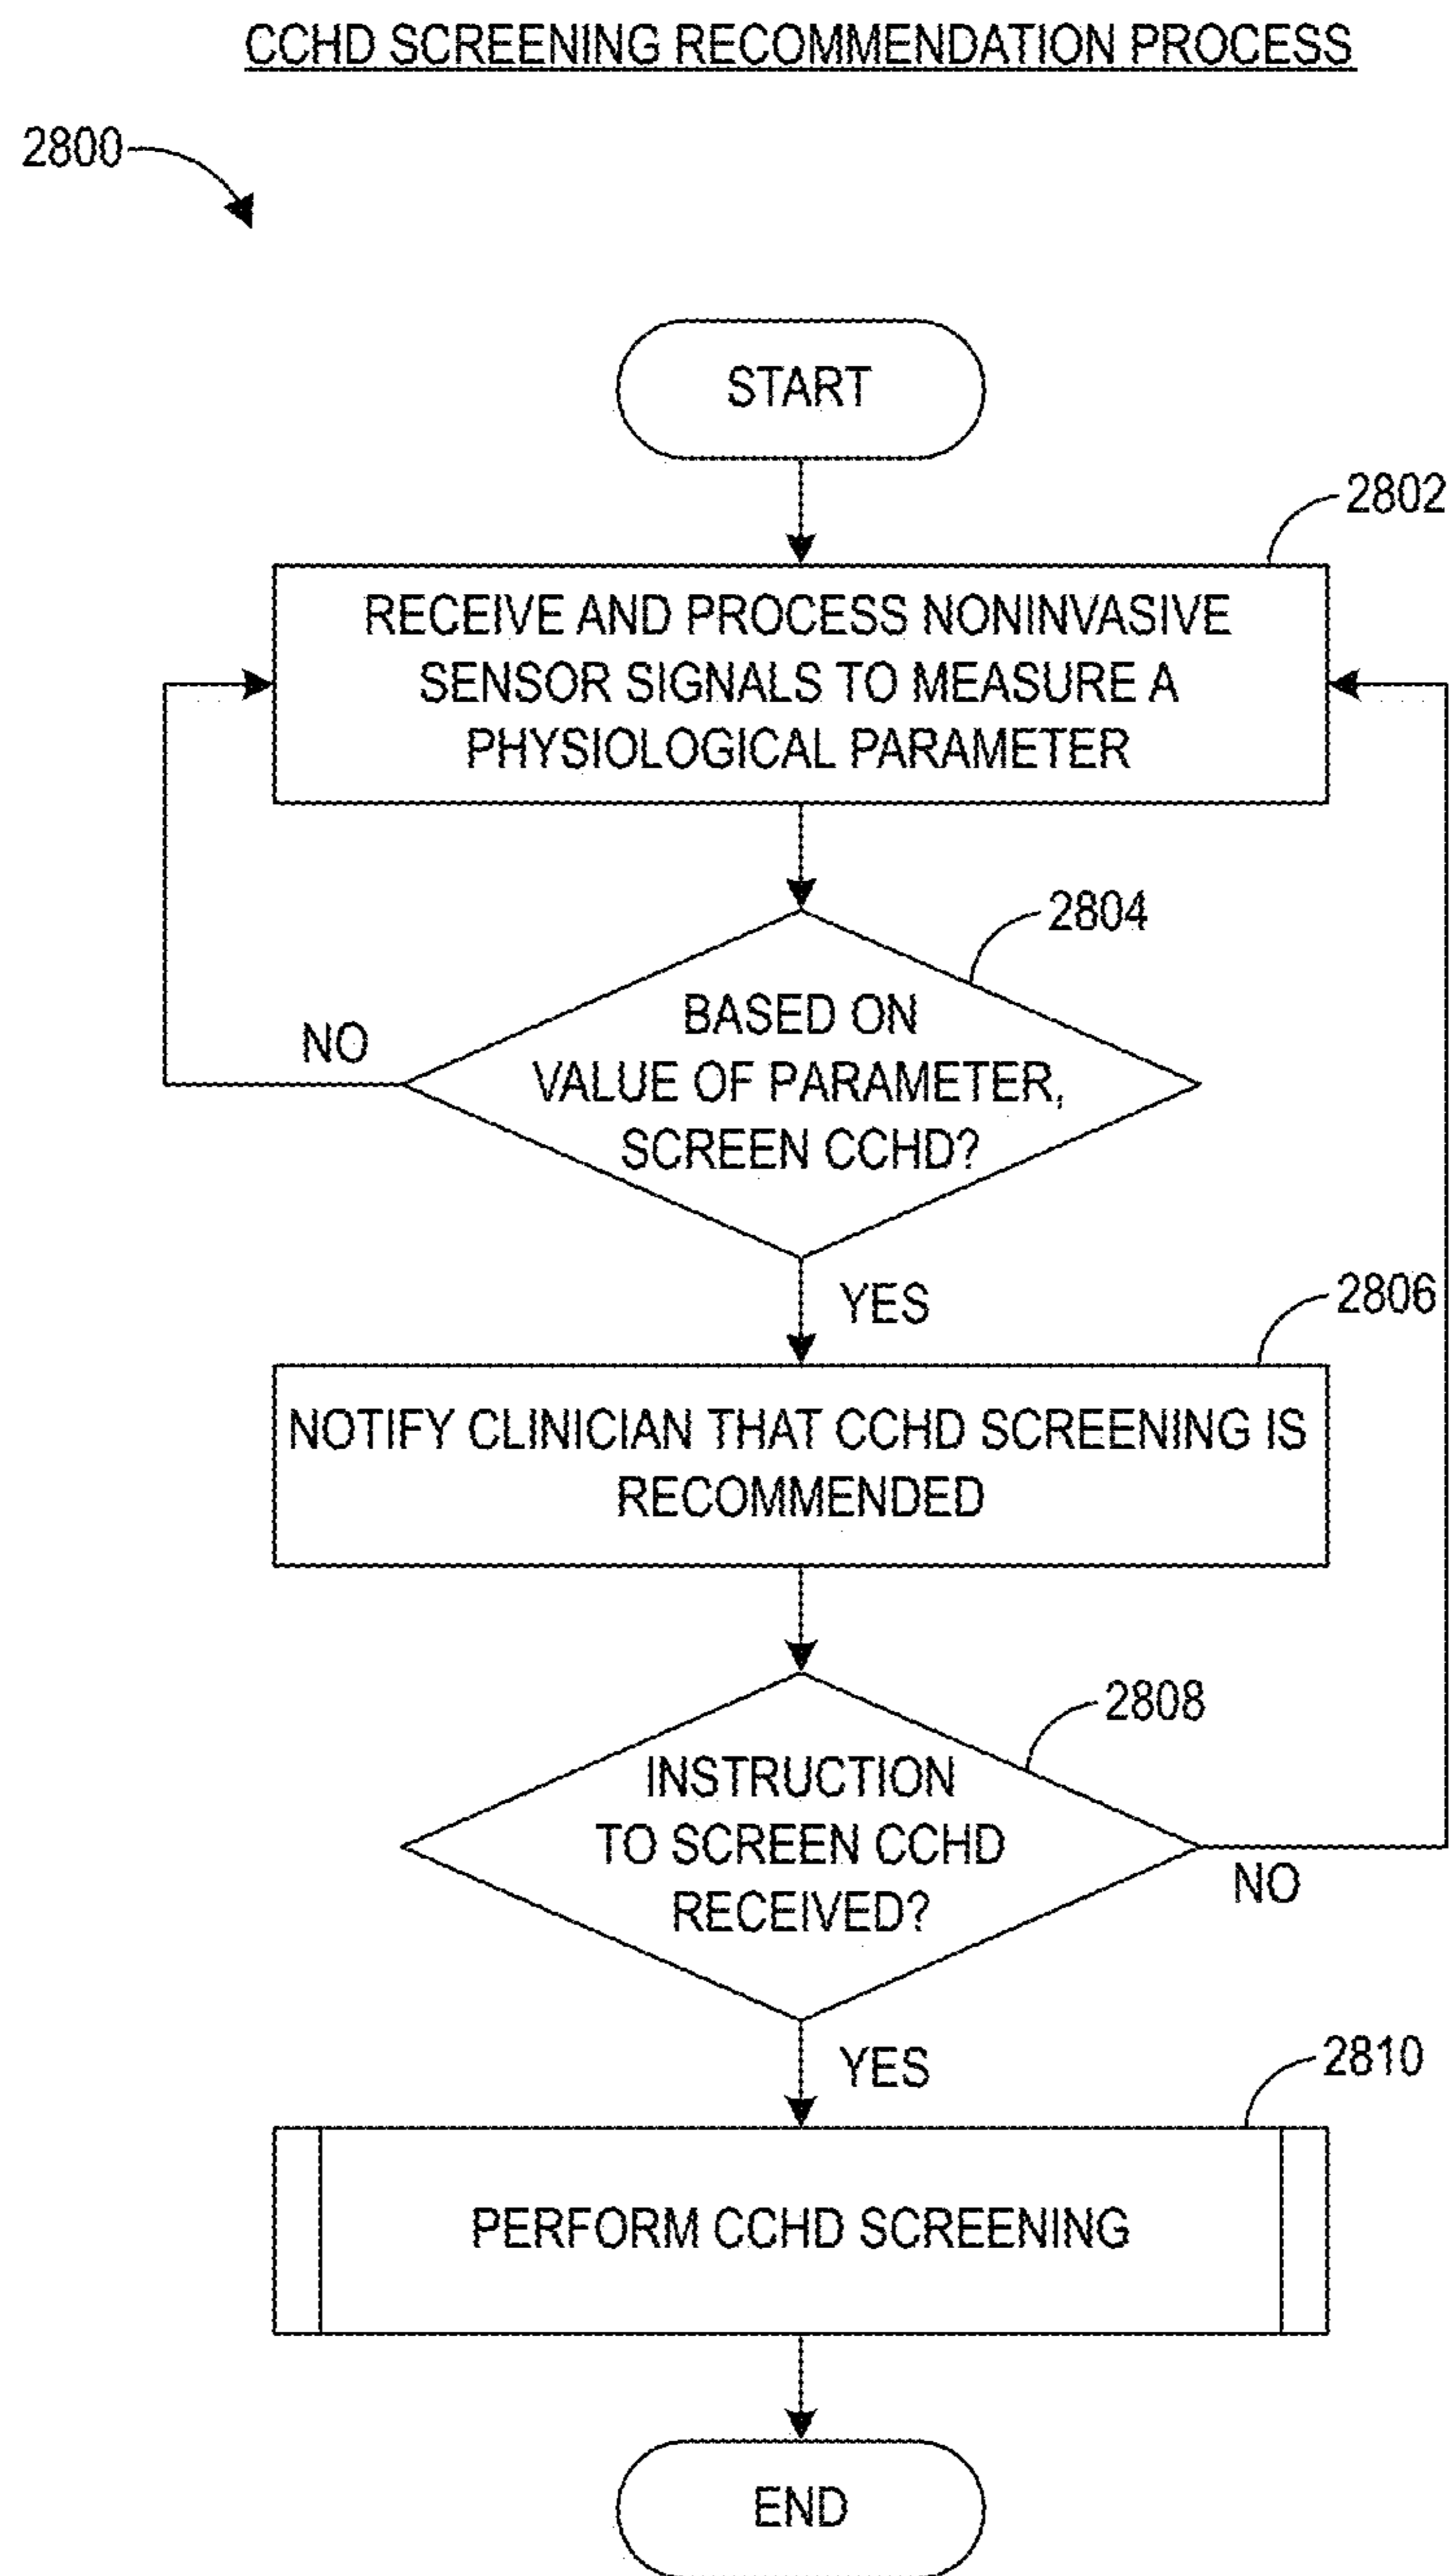 CCHD SCREENING RECOMMENDATION PROCESS
2800
START
2802
RECEIVE AND PROCESS NONINVASIVE
SENSOR SIGNALS TO MEASURE A
PHYSIOLOGICAL PARAMETER
2804
BASED ON
VALUE OF PARAMETER,
SCREEN CCHD?
NO
YES
2806
NOTIFY CLINICIAN THAT CCHD SCREENING IS
RECOMMENDED
2808
INSTRUCTION
TO SCREEN CCHD
RECEIVED?
NO
YES
2810
PERFORM CCHD SCREENING
END